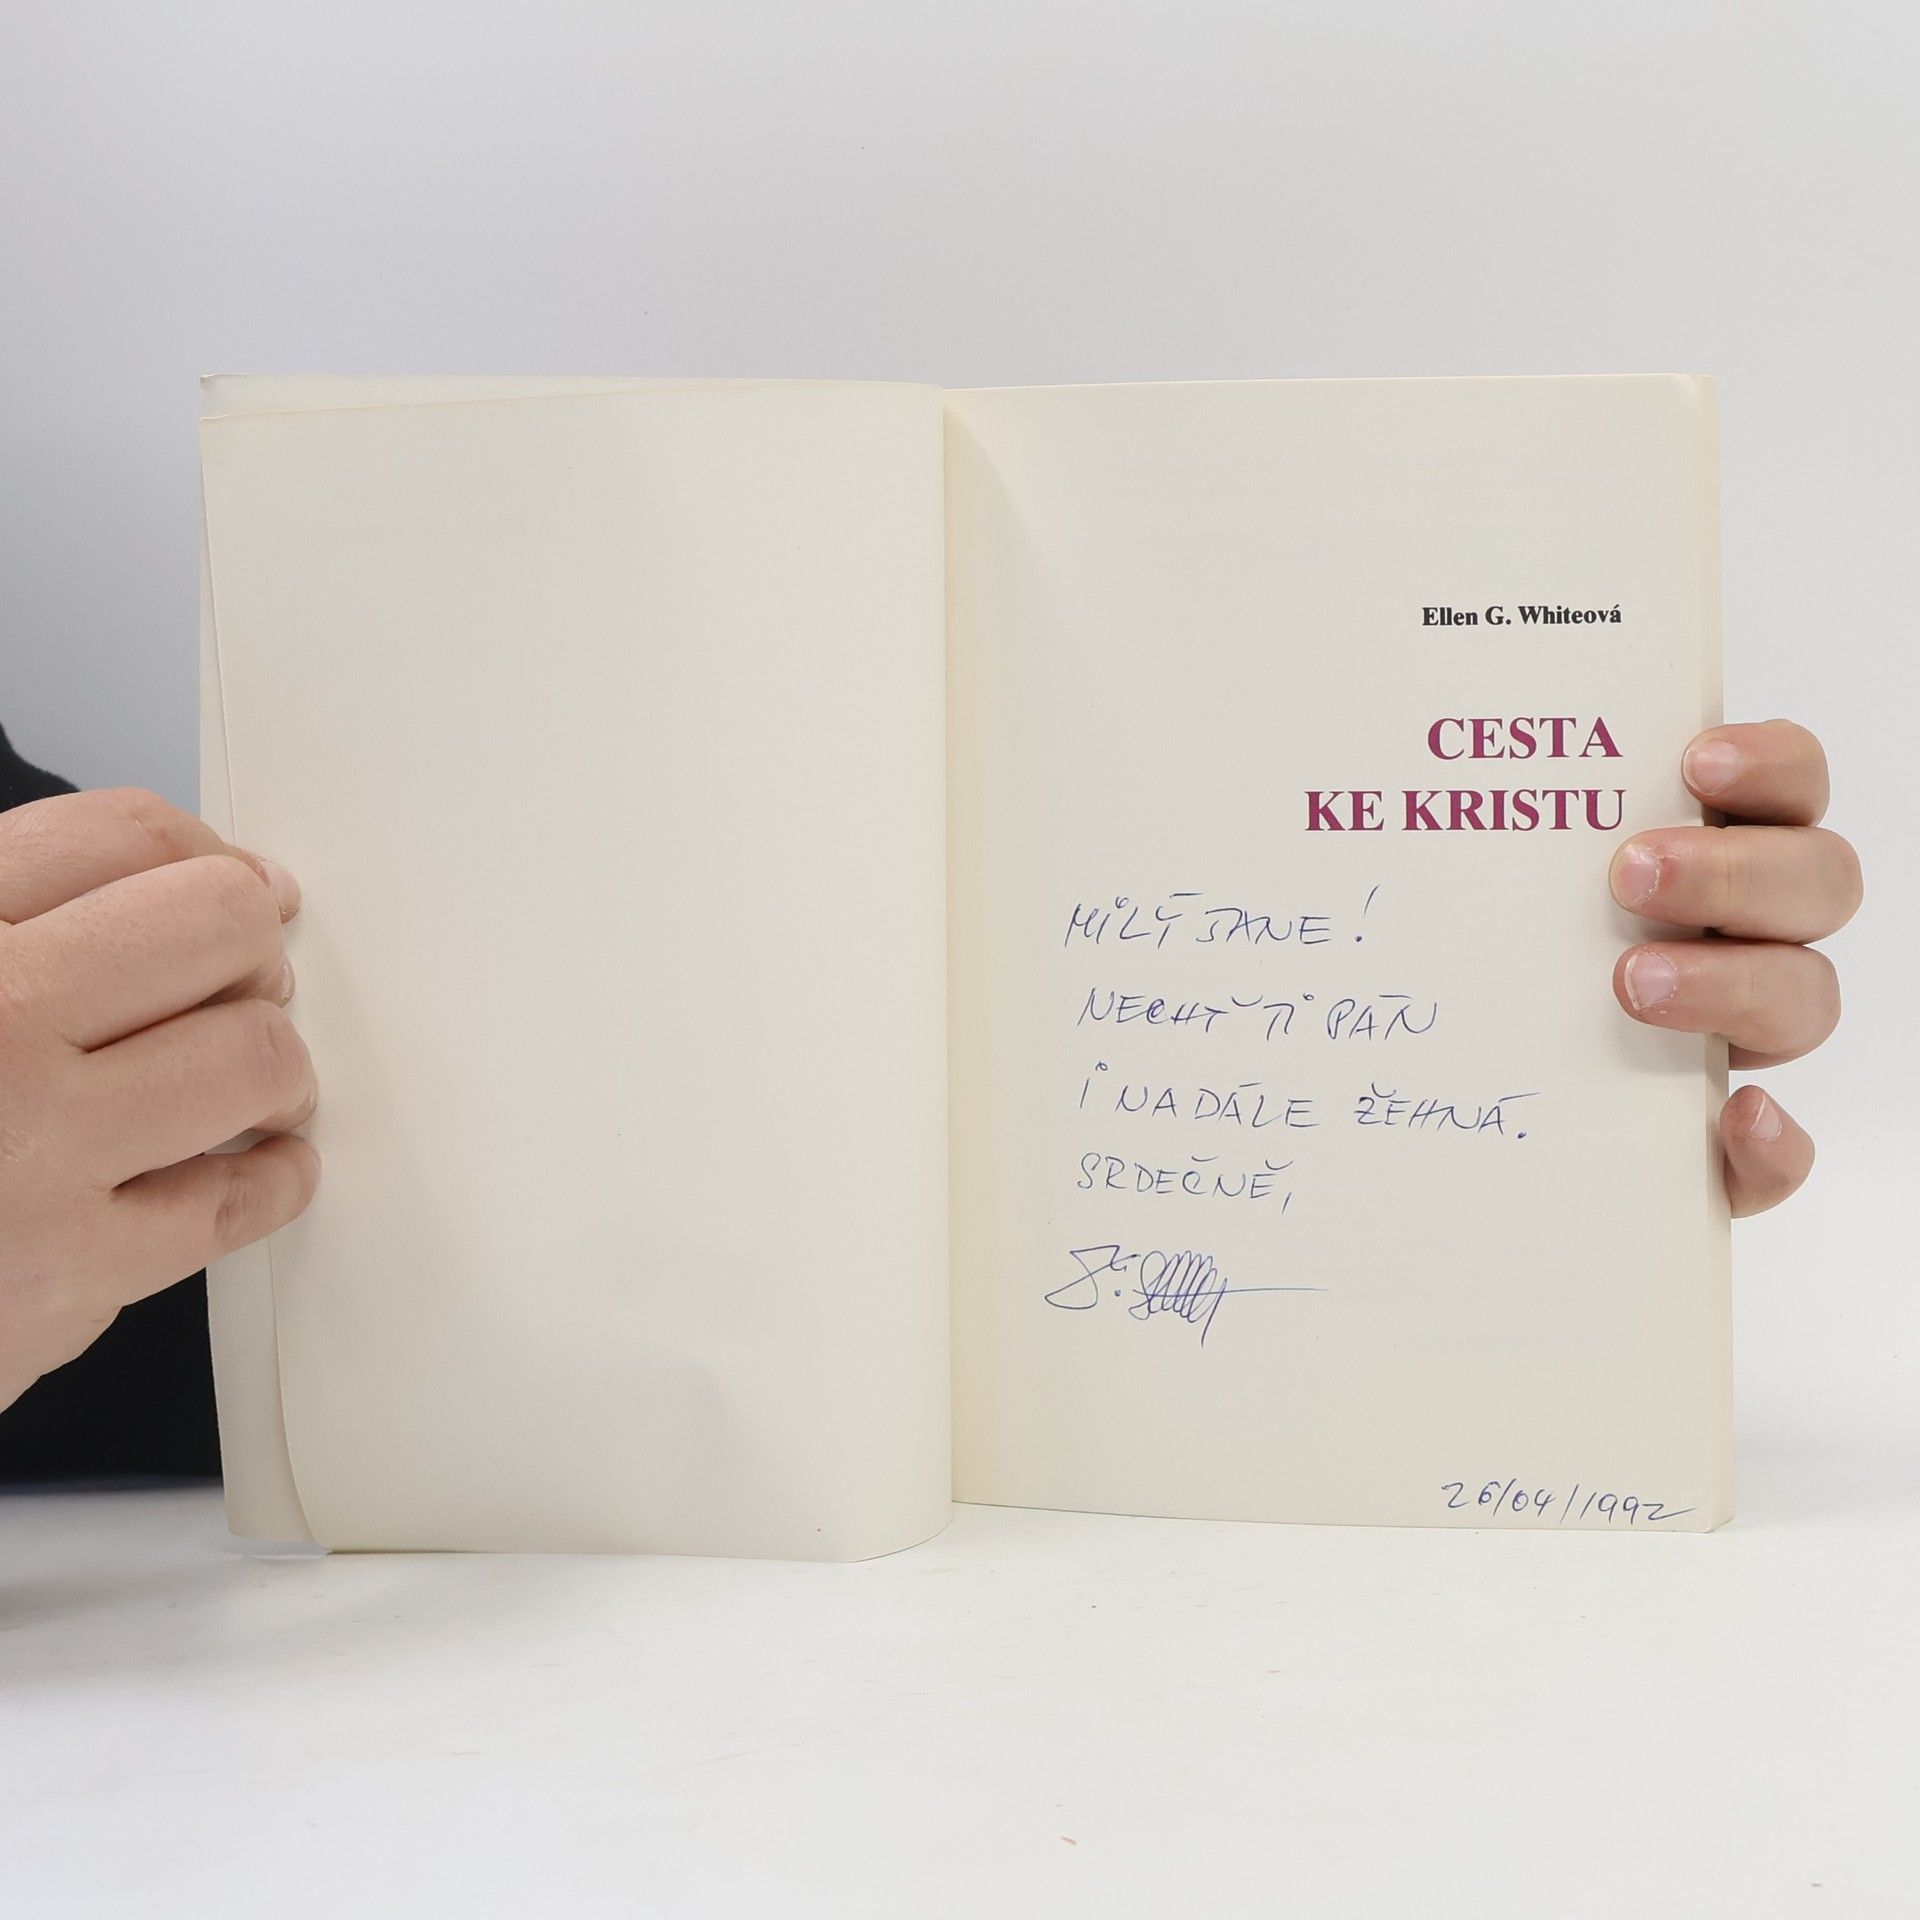 Ellen G. Whiteová
CESTA
KE KRISTU
MILÝ JANE!
NECHŤ TI PÁN
I NADÁLE ŽEHNÁ.
SRDEČNĚ,
26/04/1992